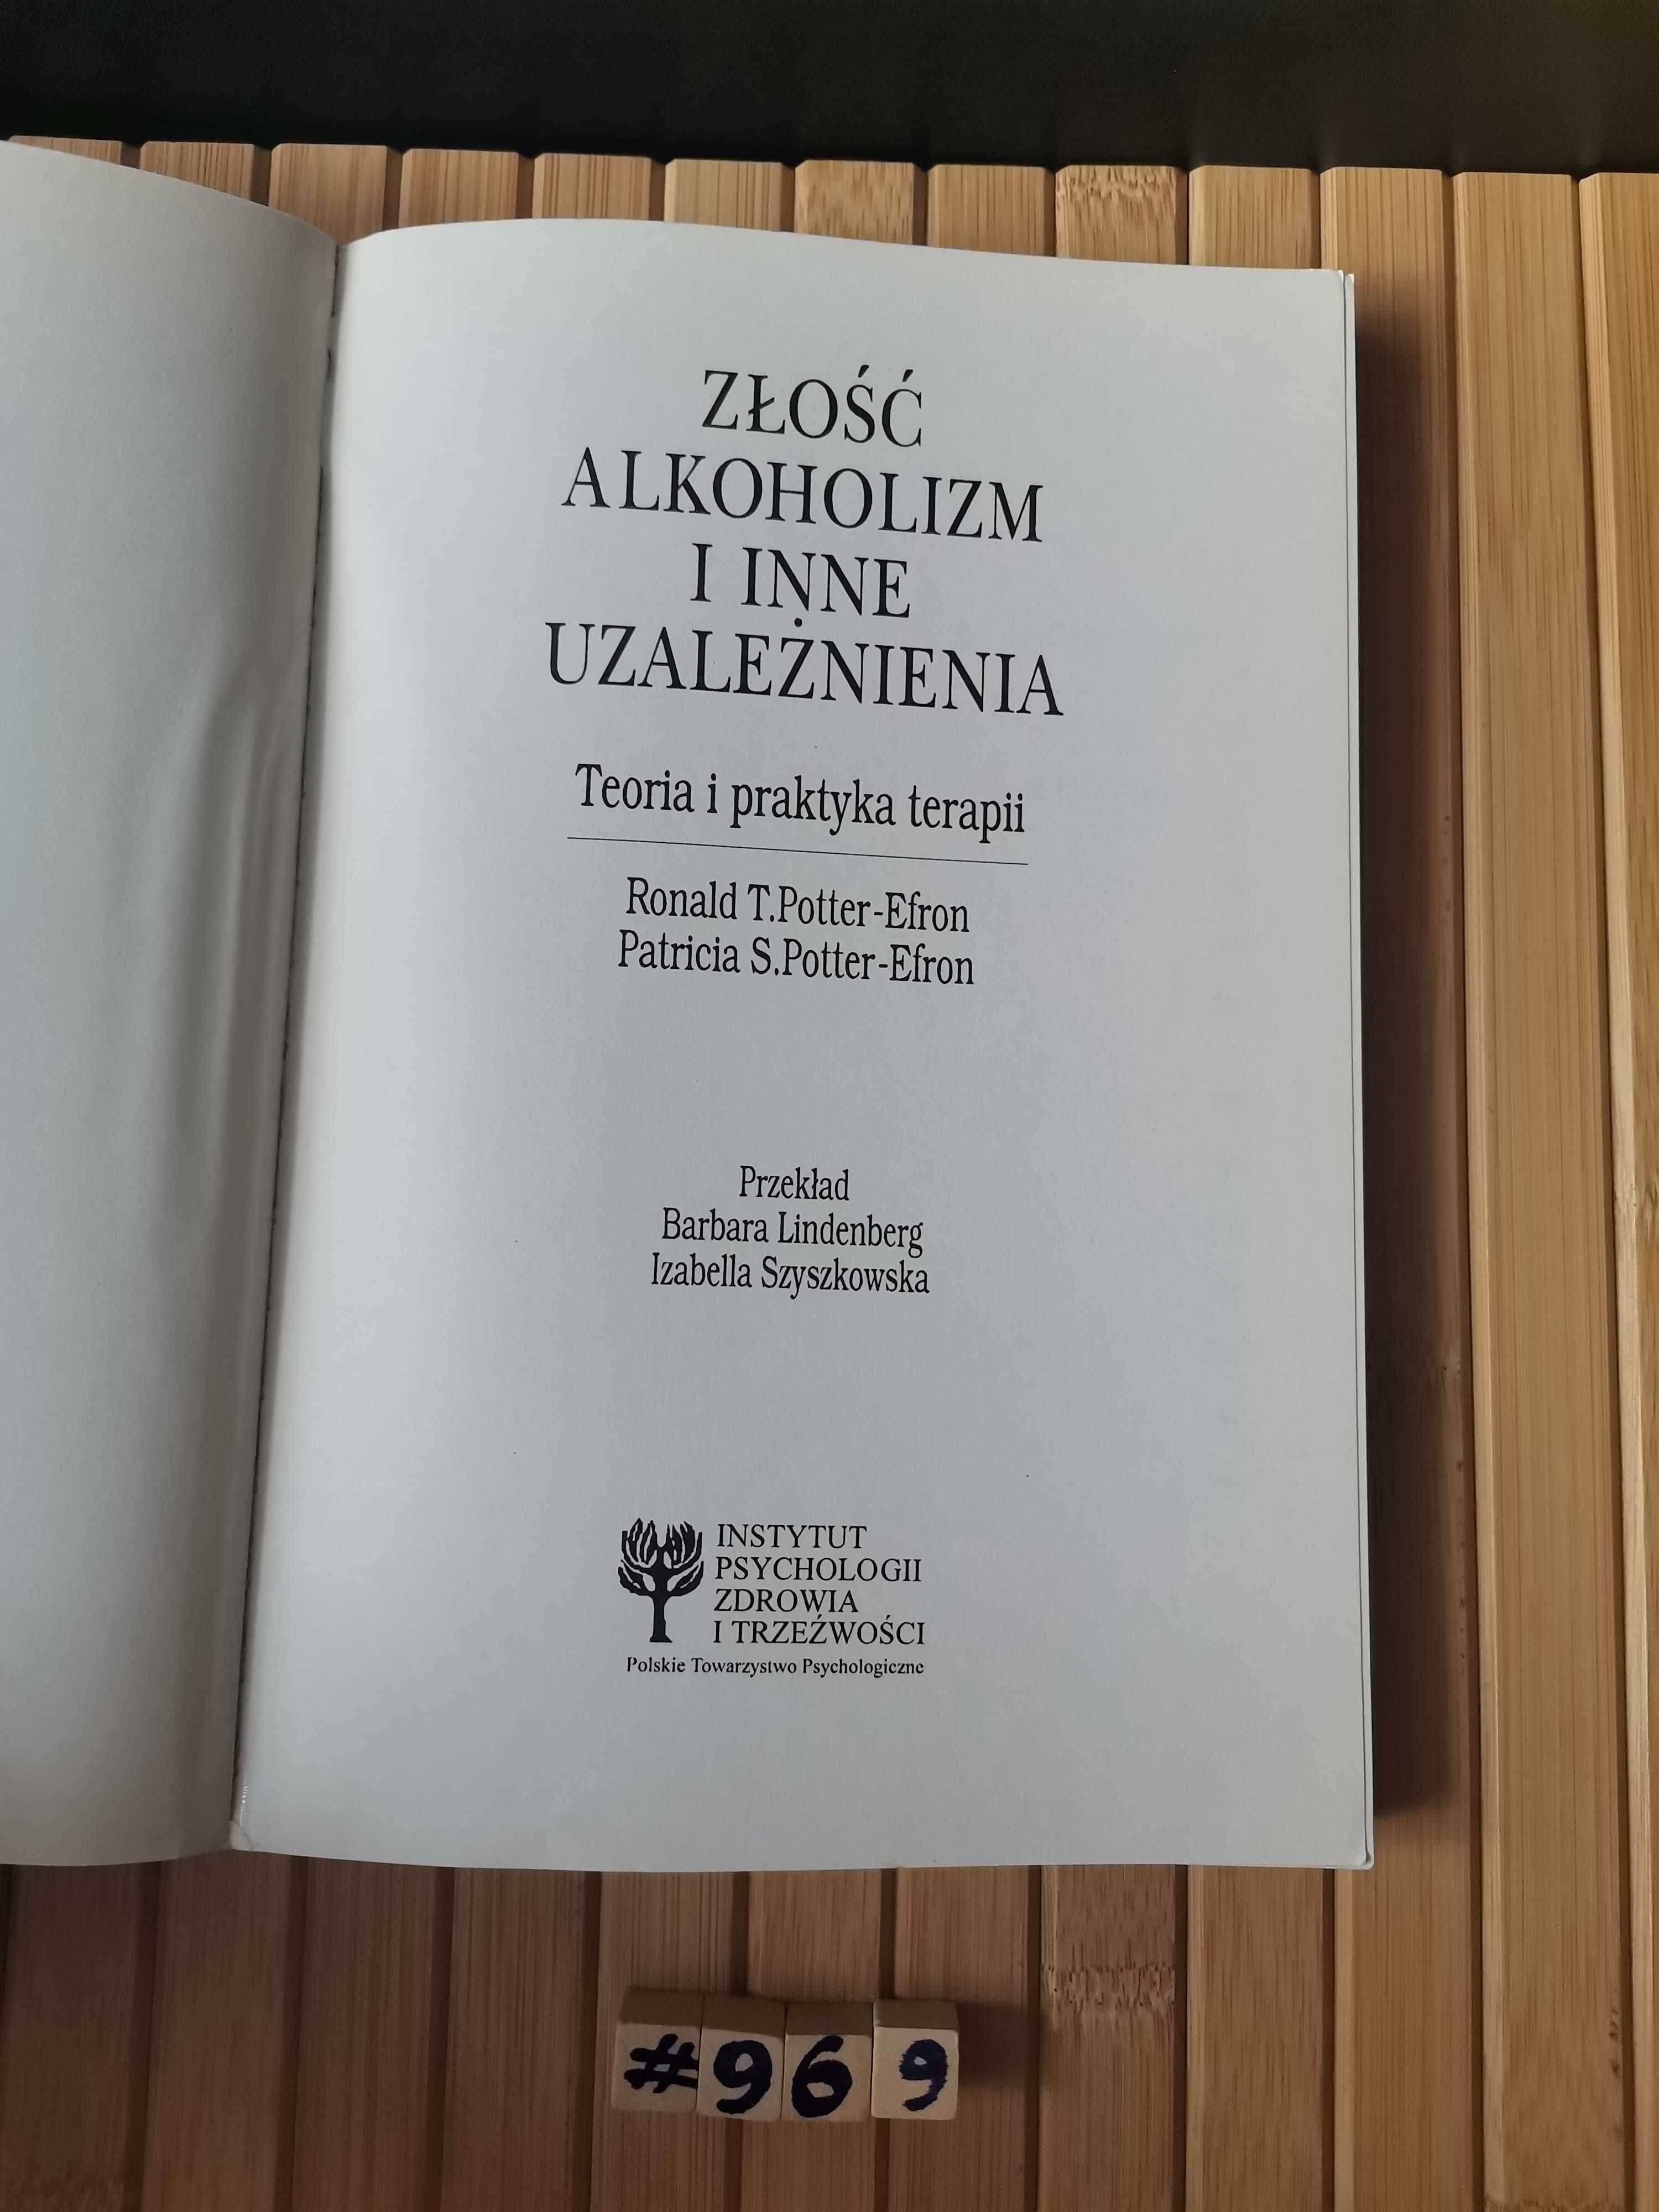 ZŁOŚĆ
ALKOHOLIZM
I INNE
UZALEŻNIENIA
Teoria i praktyka terapii
Ronald T.Potter-Efron
Patricia S.Potter-Efron
Przekład
Barbara Lindenberg
Izabella Szyszkowska
INSTYTUT
PSYCHOLOGII
ZDROWIA
I TRZEŹWOŚCI
Polskie Towarzystwo Psychologiczne
#969